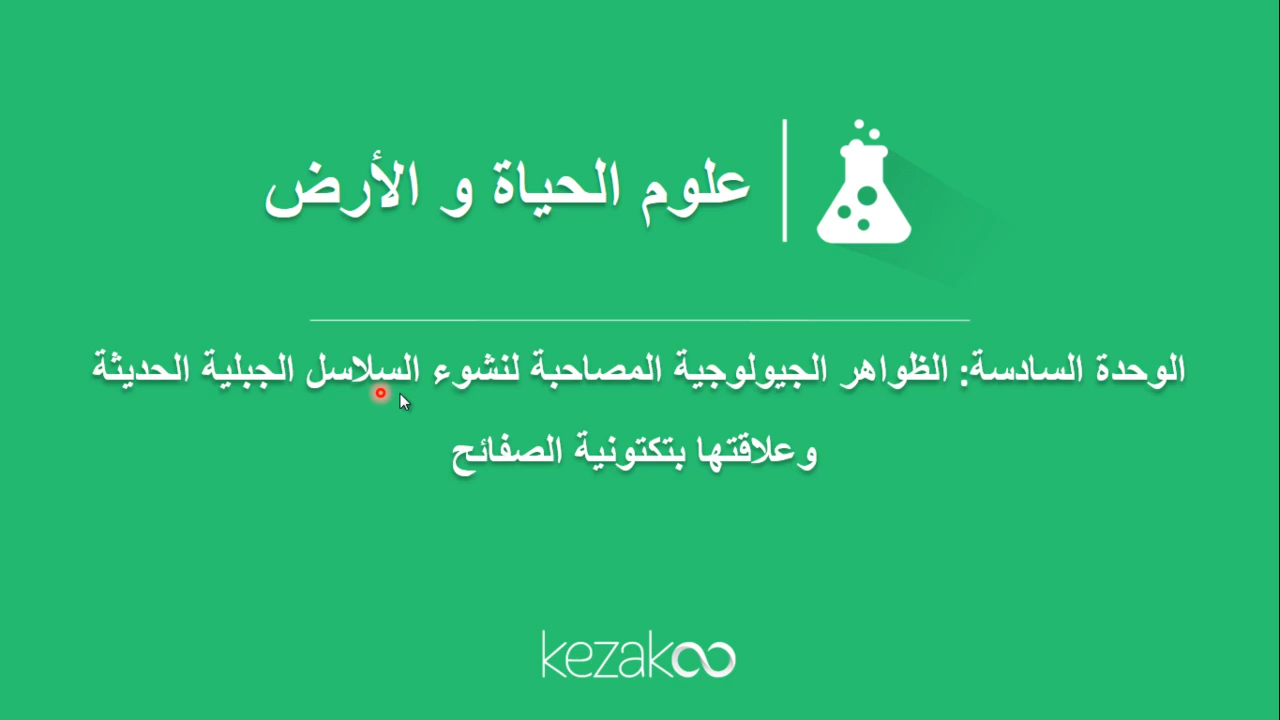 علوم الحياة و الأرض
الوحدة السادسة: الظواهر الجيولوجية المصاحبة لنشوء السلاسل الجبلية الحديثة
وعلاقتها بتكتونية الصفائح
kezakoo